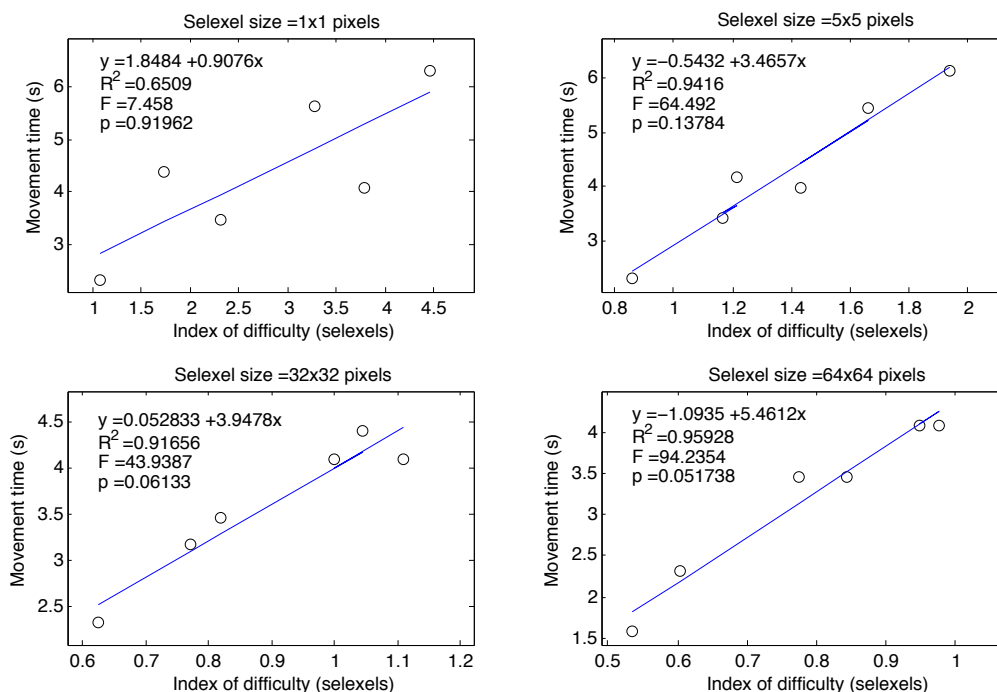 Selexel size =1x1 pixels
y =1.8484 +0.9076x
R2 =0.6509
F =7.458
p =0.91962
Movement time (s)
6
5
4
3
1 1.5 2 2.5 3 3.5 4 4.5
Index of difficulty (selexels)
Selexel size =5x5 pixels
y =−0.5432 +3.4657x
R2 =0.9416
F =64.492
p =0.13784
Movement time (s)
6
5
4
3
0.8 1 1.2 1.4 1.6 1.8 2
Index of difficulty (selexels)
Selexel size =32x32 pixels
y =0.052833 +3.9478x
R2 =0.91656
F =43.9387
p =0.06133
Movement time (s)
4.5
4
3.5
3
2.5
0.6 0.7 0.8 0.9 1 1.1 1.2
Index of difficulty (selexels)
Selexel size =64x64 pixels
y =−1.0935 +5.4612x
R2 =0.95928
F =94.2354
p =0.051738
Movement time (s)
4
3.5
3
2.5
2
1.5
0.5 0.6 0.7 0.8 0.9 1
Index of difficulty (selexels)